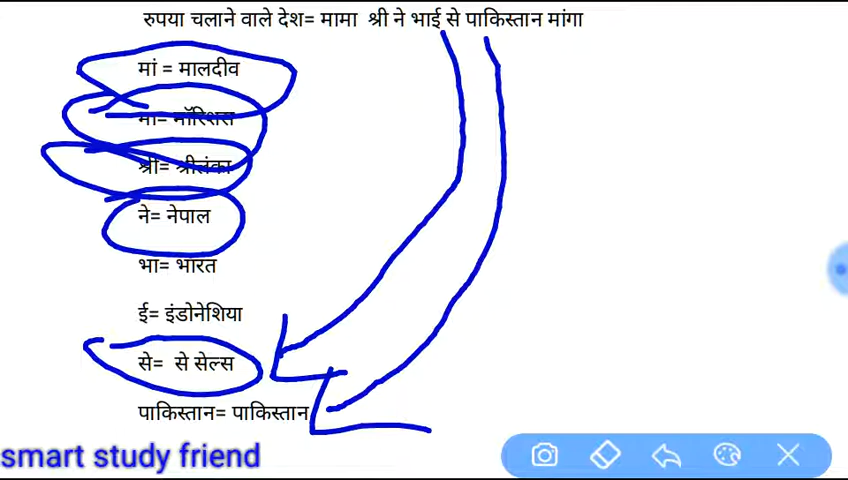 रुपया चलाने वाले देश= मामा श्री ने भाई से पाकिस्तान मांगा
मां = मालदीव
मा= मॉरिशस
श्री= श्रीलंका
ने= नेपाल
भा= भारत
ई= इंडोनेशिया
से= से सेल्स
पाकिस्तान= पाकिस्तान
smart study friend